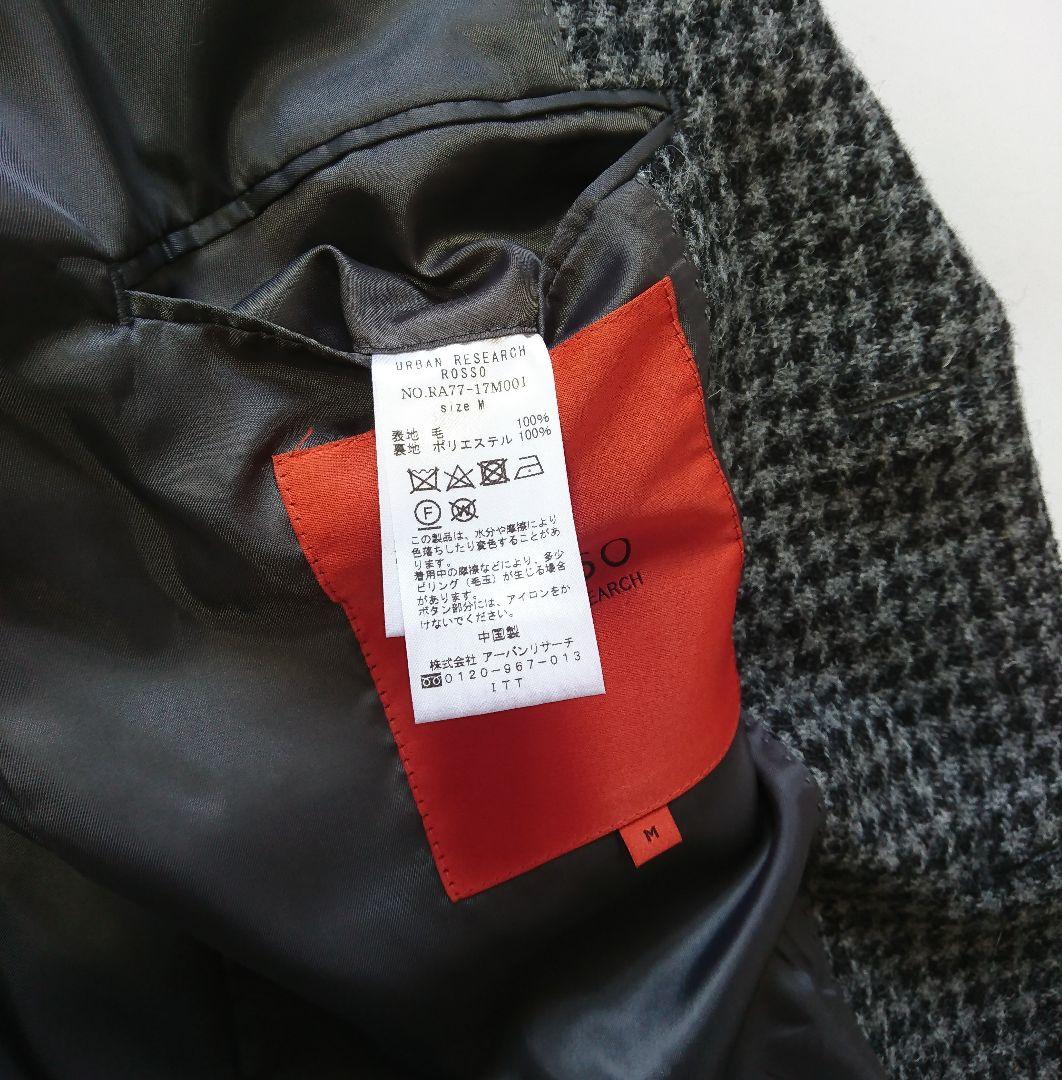 URBAN RESEARCH
ROSSO
NO.RA77-17M001
size M
表地 毛 100%
裏地 ポリエステル 100%
F
W
この製品は、水分や摩擦により
色落ちしたり変色することがあ
ります。
着用中の摩擦などにより、多少
ピリング（毛玉）が生じる場合
があります。
ボタン部分には、アイロンをか
けないでください。
中国製
株式会社 アーバンリサーチ
0120-967-013
ITT
SO
EARCH
M